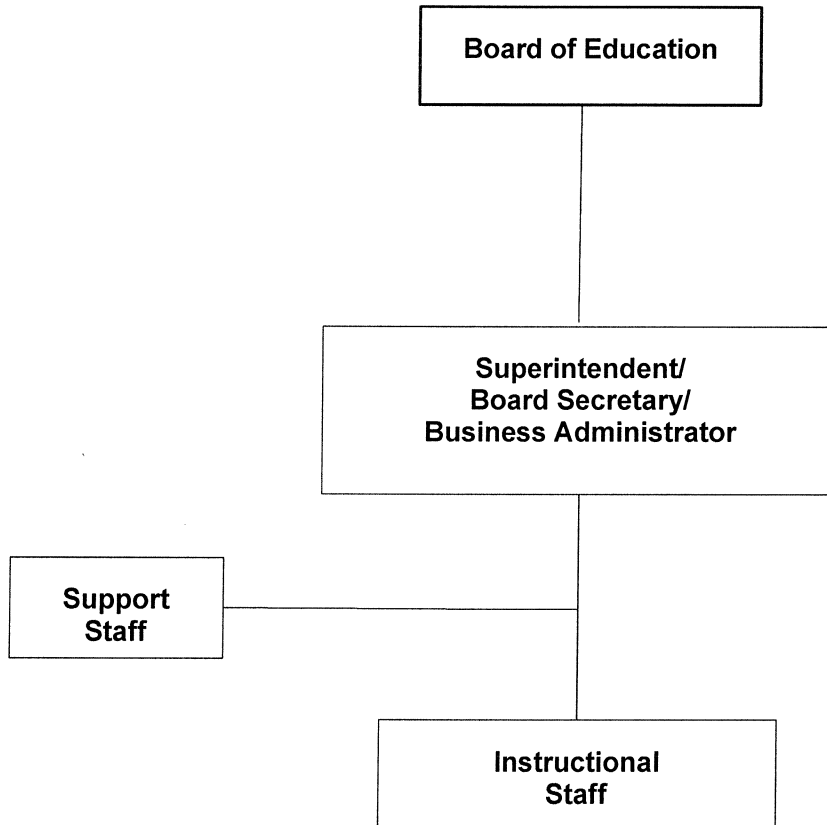 Board of Education
Superintendent/
Board Secretary/
Business Administrator
Support
Staff
Instructional
Staff